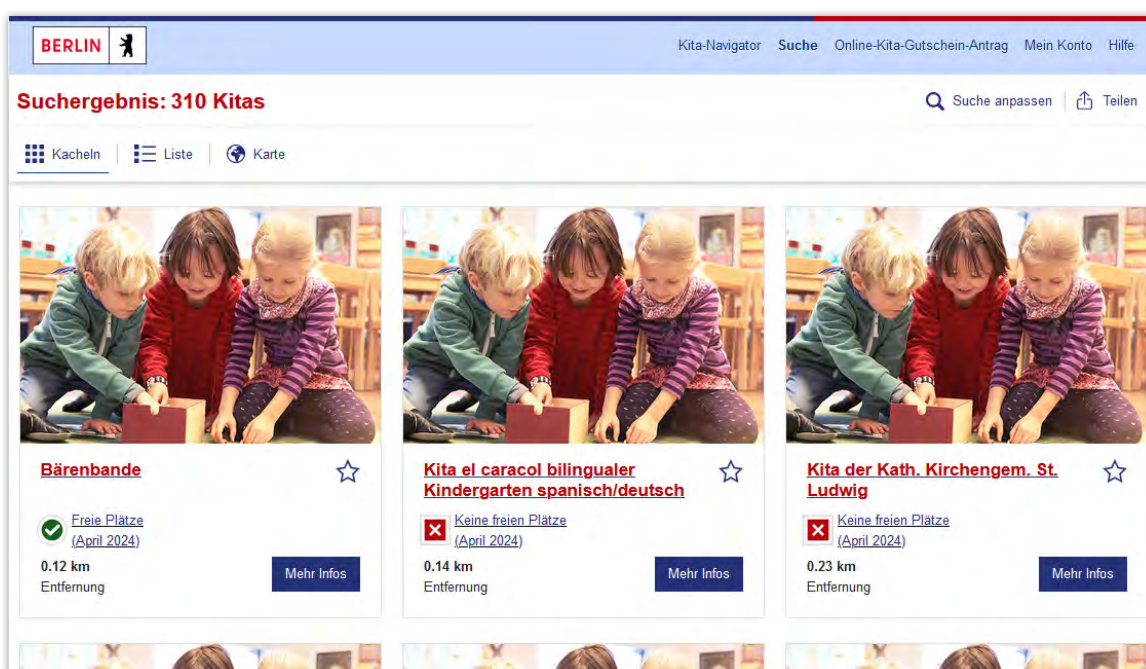 BERLIN
Kita-Navigator Suche Online-Kita-Gutschein-Antrag Mein Konto Hilfe
Suchergebnis: 310 Kitas
Suche anpassen Teilen
Kacheln Liste Karte
Bärenbande
Freie Plätze
(April 2024)
0.12 km
Entfernung
Mehr Infos
Kita el caracol bilingualer
Kindergarten spanisch/deutsch
Keine freien Plätze
(April 2024)
0.14 km
Entfernung
Mehr Infos
Kita der Kath. Kirchengem. St.
Ludwig
Keine freien Plätze
(April 2024)
0.23 km
Entfernung
Mehr Infos